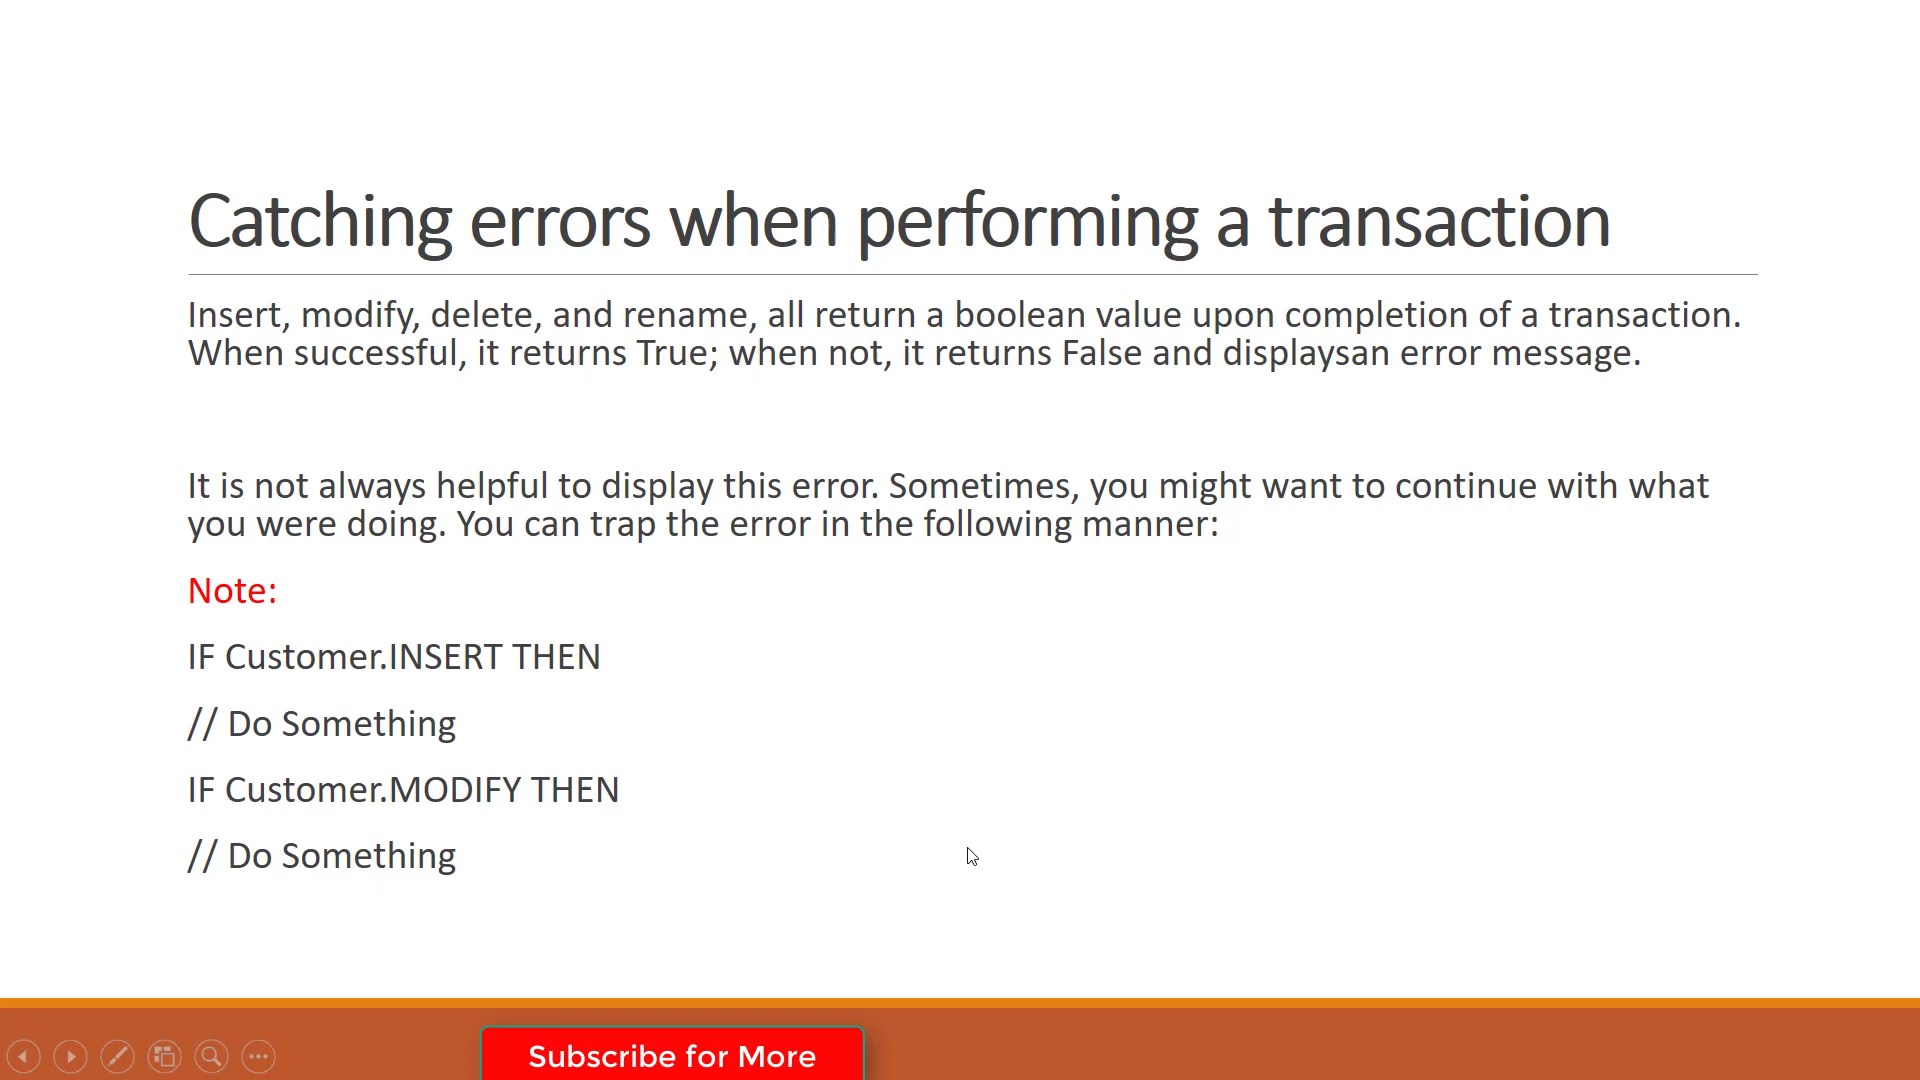 Catching errors when performing a transaction
Insert, modify, delete, and rename, all return a boolean value upon completion of a transaction.
When successful, it returns True; when not, it returns False and displaysan error message.
It is not always helpful to display this error. Sometimes, you might want to continue with what
you were doing. You can trap the error in the following manner:
Note:
IF Customer.INSERT THEN
// Do Something
IF Customer.MODIFY THEN
// Do Something
Subscribe for More